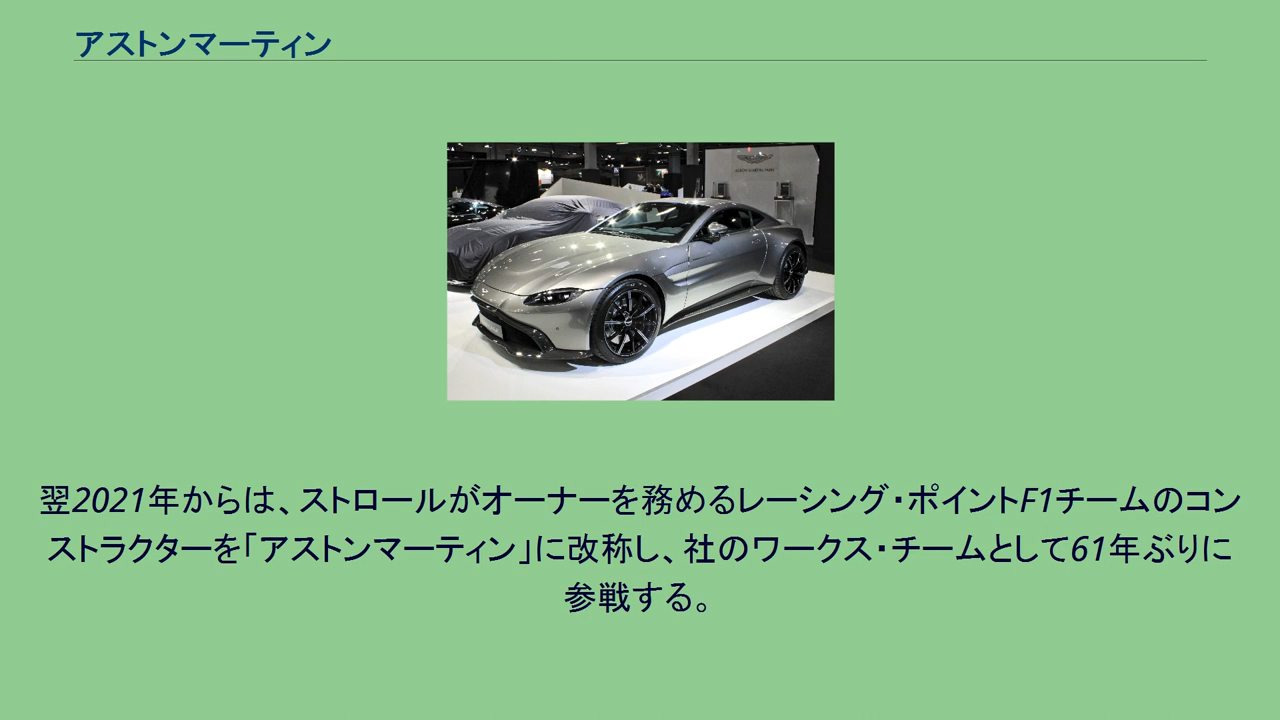 アストンマーティン
翌2021年からは、ストロールがオーナーを務めるレーシング・ポイントF1チームのコン
ストラクターを「アストンマーティン」に改称し、社のワークス・チームとして61年ぶりに
参戦する。